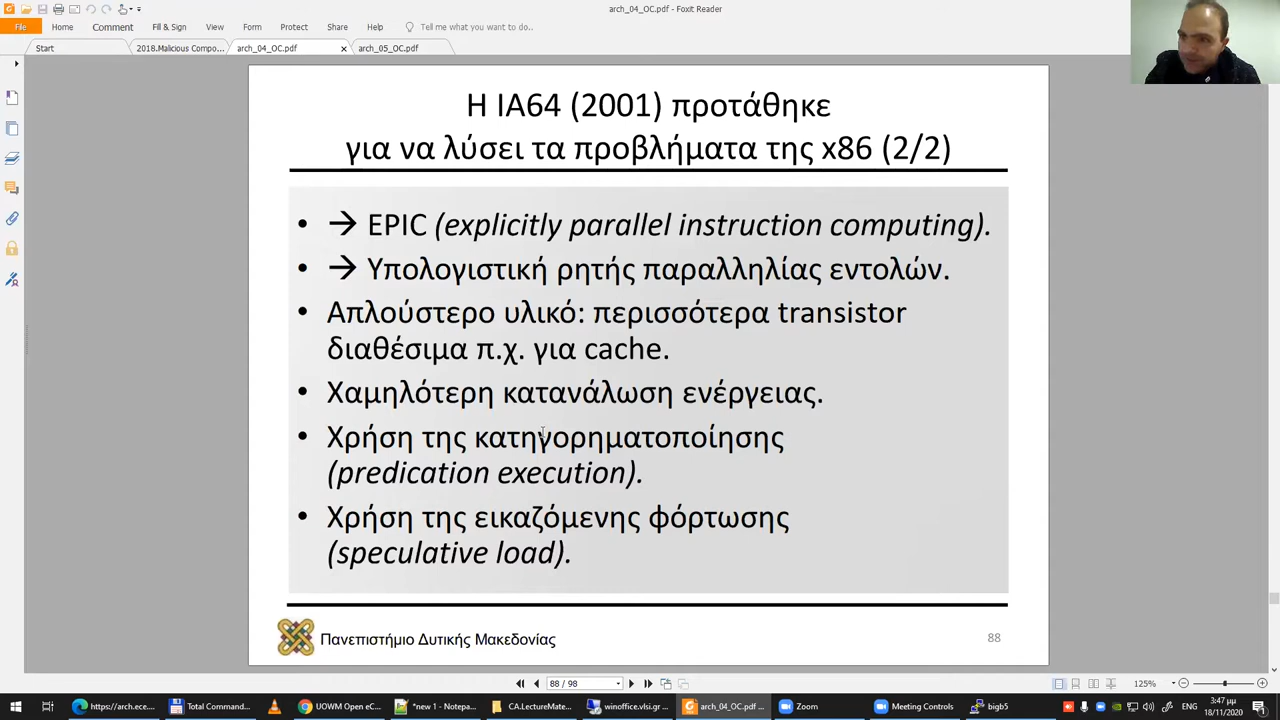 arch_04_OC.pdf - Foxit Reader
File Home Comment Fill & Sign View Form Protect Share Help Tell me what you want to do..
Start 2018.Malicious Compo... arch_04_OC.pdf arch_05_OC.pdf
Η IA64 (2001) προτάθηκε
για να λύσει τα προβλήματα της x86 (2/2)
• → EPIC (explicitly parallel instruction computing).
• → Υπολογιστική ρητής παραλληλίας εντολών.
• Απλούστερο υλικό: περισσότερα transistor
διαθέσιμα π.χ. για cache.
• Χαμηλότερη κατανάλωση ενέργειας.
• Χρήση της κατηγορηματοποίησης
(predication execution).
• Χρήση της εικαζόμενης φόρτωσης
(speculative load).
Πανεπιστήμιο Δυτικής Μακεδονίας
88
88 / 98
125%
https://arch.ece.... Total Command... UOWM Open eC... *new 1 - Notepa... CA.LectureMate... winoffice.vlsi.gr ... arch_04_OC.pdf ... Zoom Meeting Controls bigb5
3:47 μμ
18/11/2020